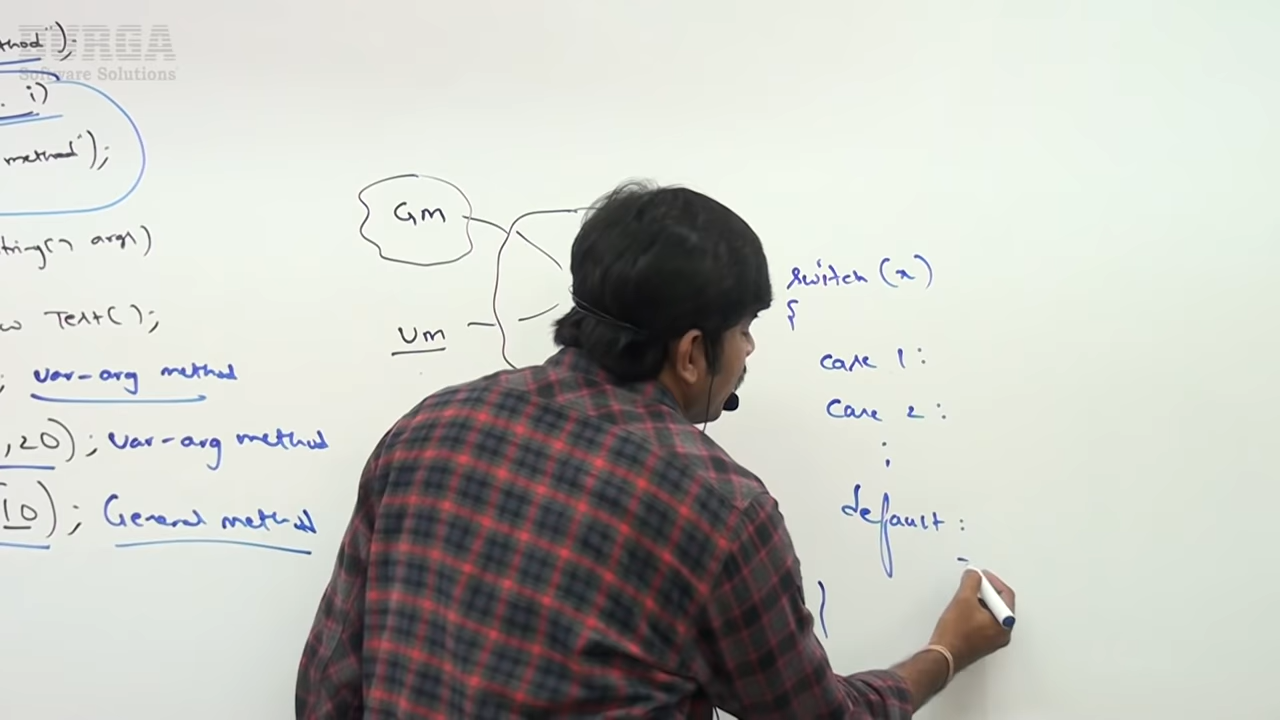 DURGA
Software Solutions
thod");
. i)
method");
tring[] args)
w Test();
; var-arg method
,20); var-arg method
(10); General method
Gm
Um
switch (x)
{
case 1:
case 2:
:
default:
}